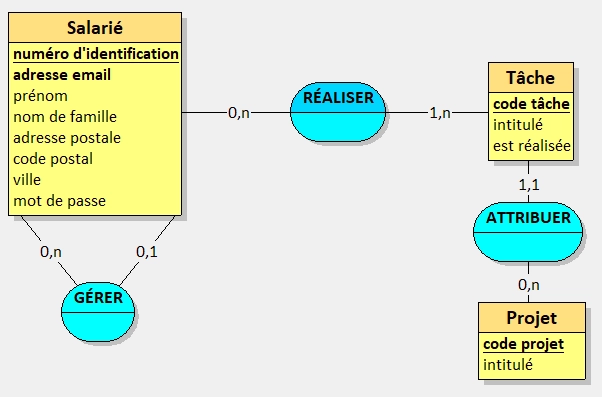 Salarié
numéro d'identification
adresse email
prénom
nom de famille
adresse postale
code postal
ville
mot de passe
0,n
RÉALISER
1,n
Tâche
code tâche
intitulé
est réalisée
1,1
ATTRIBUER
0,n
Projet
code projet
intitulé
0,n
0,1
GÉRER